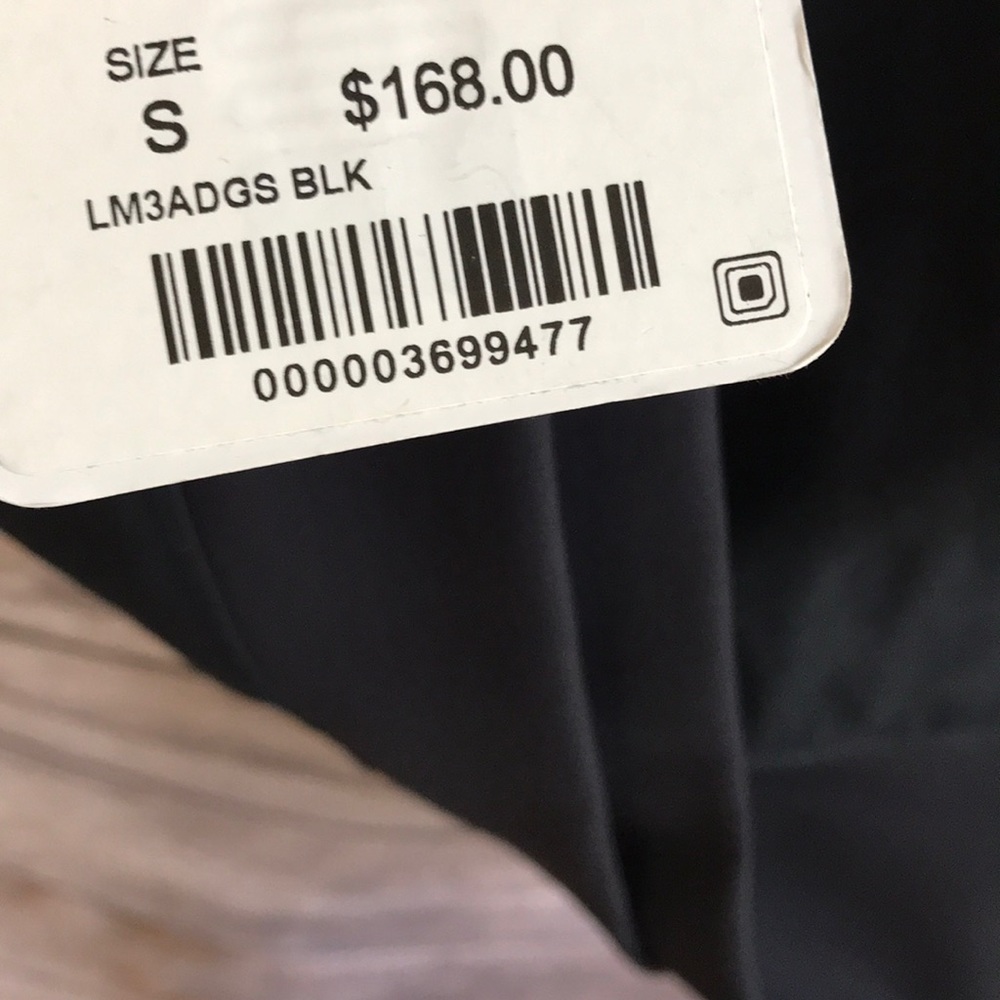 SIZE
S $168.00
LM3ADGS BLK
000003699477